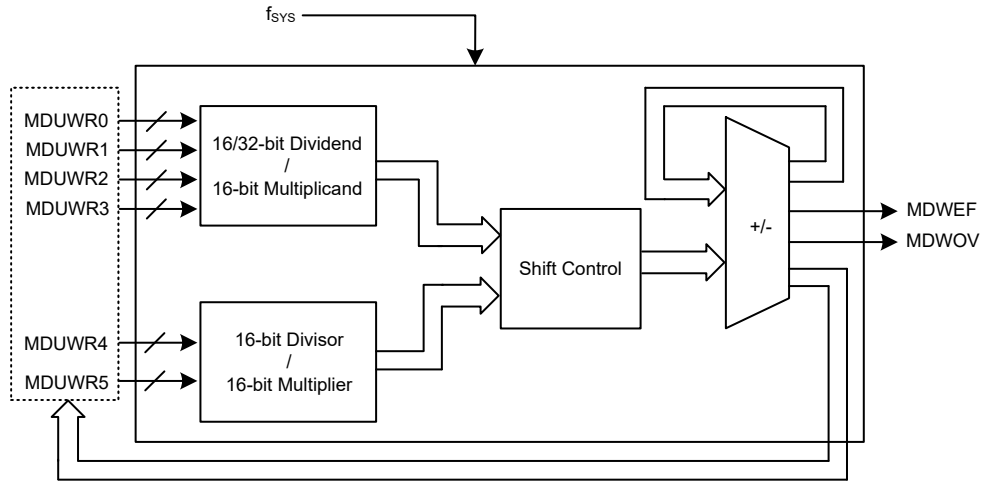 fSYS
MDUWR0
MDUWR1
MDUWR2
MDUWR3
16/32-bit Dividend
/
16-bit Multiplicand
MDUWR4
MDUWR5
16-bit Divisor
/
16-bit Multiplier
Shift Control
+/-
MDWEF
MDWOV